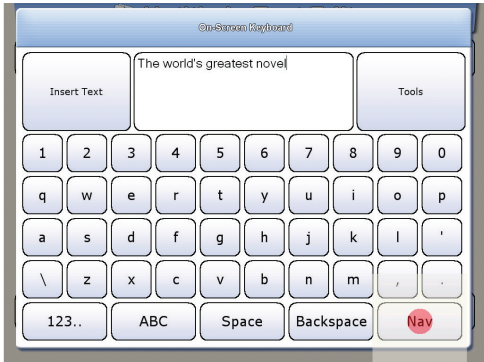 On-Screen Keyboard
Insert Text
The world's greatest novel
Tools
1 2 3 4 5 6 7 8 9 0
q w e r t y u i o p
a s d f g h j k l '
\ z x c v b n m , .
123.. ABC Space Backspace Nav